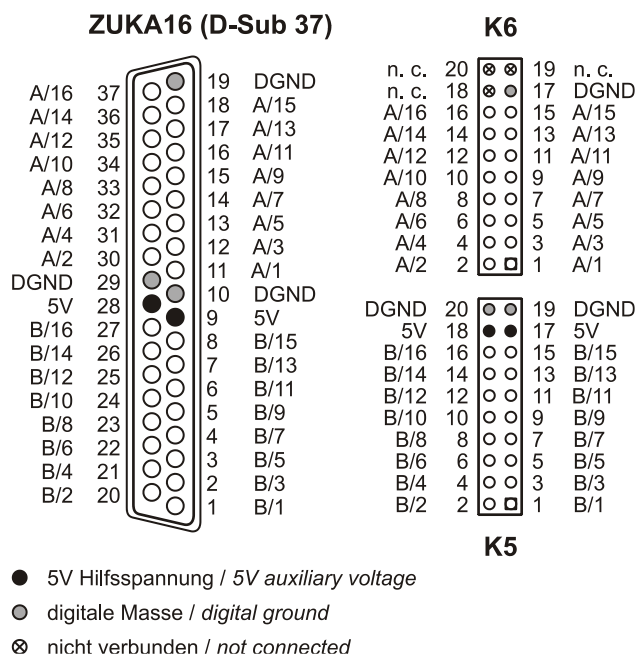 ZUKA16 (D-Sub 37)
A/16 37
A/14 36
A/12 35
A/10 34
A/8 33
A/6 32
A/4 31
A/2 30
DGND 29
5V 28
B/16 27
B/14 26
B/12 25
B/10 24
B/8 23
B/6 22
B/4 21
B/2 20
19 DGND
18 A/15
17 A/13
16 A/11
15 A/9
14 A/7
13 A/5
12 A/3
11 A/1
10 DGND
9 5V
8 B/15
7 B/13
6 B/11
5 B/9
4 B/7
3 B/5
2 B/3
1 B/1
K6
n. c. 20 19 n. c.
n. c. 18 17 DGND
A/16 16 15 A/15
A/14 14 13 A/13
A/12 12 11 A/11
A/10 10 9 A/9
A/8 8 7 A/7
A/6 6 5 A/5
A/4 4 3 A/3
A/2 2 1 A/1
DGND 20 19 DGND
5V 18 17 5V
B/16 16 15 B/15
B/14 14 13 B/13
B/12 12 11 B/11
B/10 10 9 B/9
B/8 8 7 B/7
B/6 6 5 B/5
B/4 4 3 B/3
B/2 2 1 B/1
K5
5V Hilfsspannung / 5V auxiliary voltage
digitale Masse / digital ground
nicht verbunden / not connected